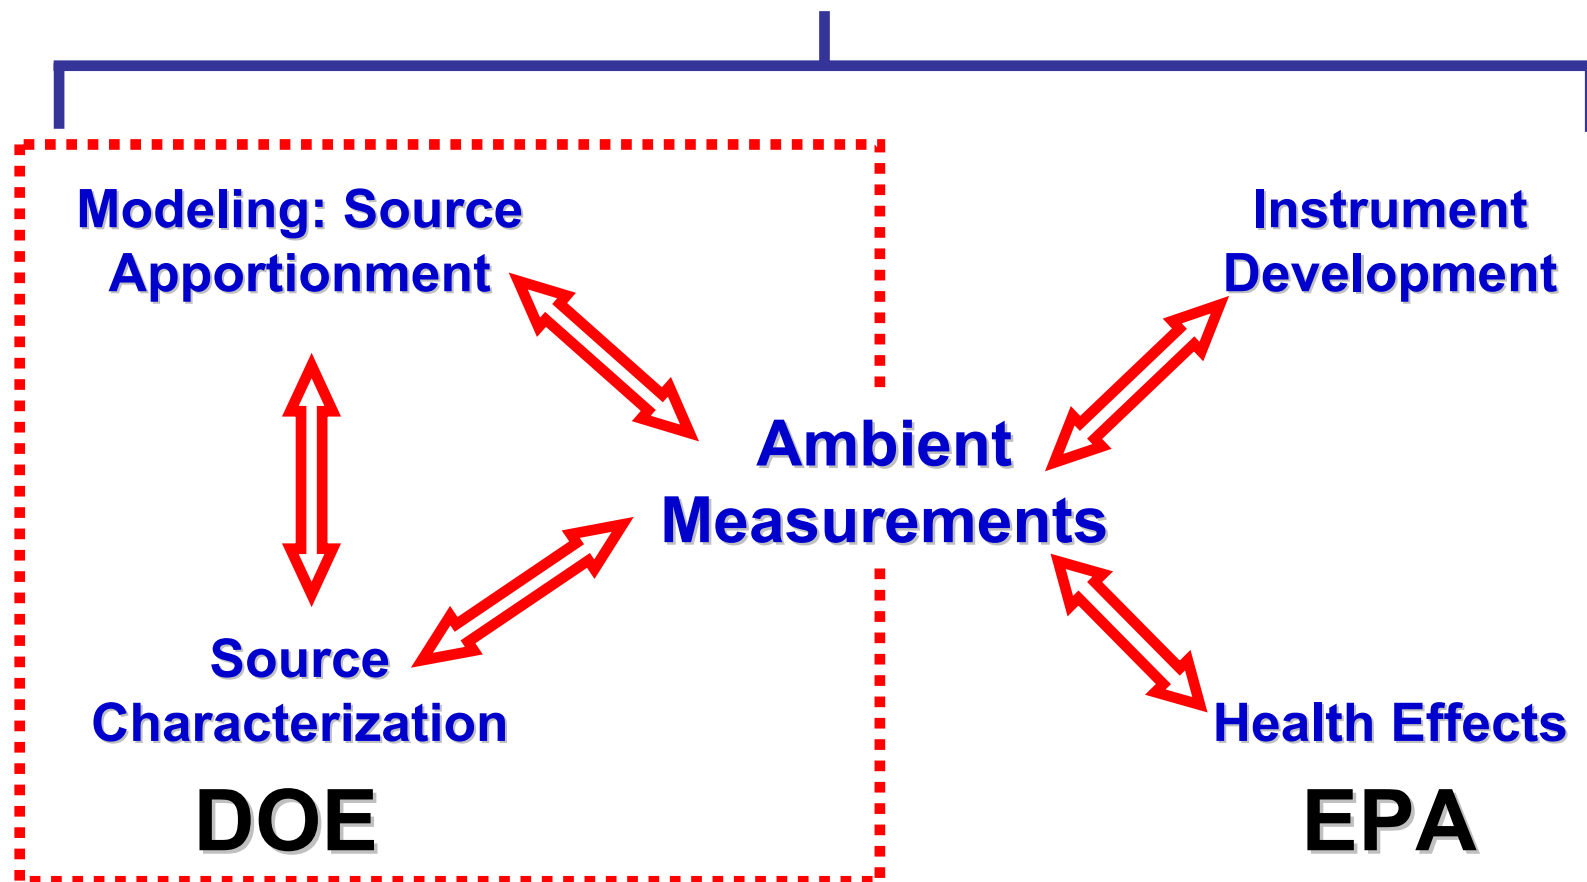 Modeling: Source
Apportionment
Instrument
Development
Ambient
Measurements
Source
Characterization
Health Effects
DOE
EPA